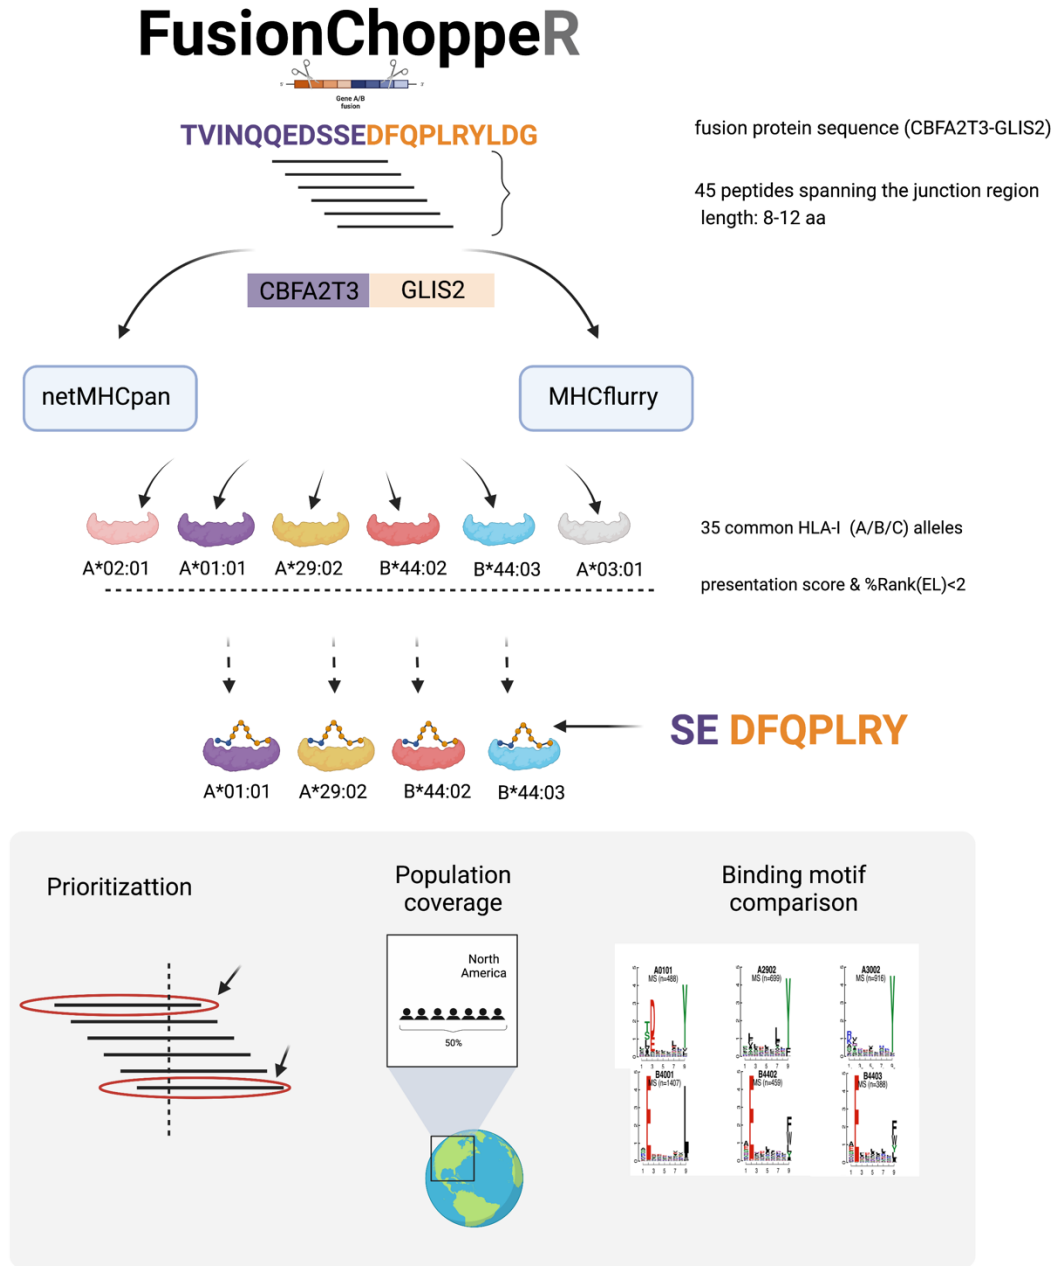 FusionChoppeR
5'
3'
Gene A/B
fusion
TVINQQEDSSEDFQPLRYLDG
fusion protein sequence (CBFA2T3-GLIS2)
45 peptides spanning the junction region
length: 8-12 aa
CBFA2T3 GLIS2
netMHCpan
MHCflurry
35 common HLA-I (A/B/C) alleles
A*02:01 A*01:01 A*29:02 B*44:02 B*44:03 A*03:01
presentation score & %Rank(EL)<2
SE DFQPLRY
A*01:01 A*29:02 B*44:02 B*44:03
Prioritizattion
Population
coverage
Binding motif
comparison
North
America
50%
A0101
MS (n=488)
A2902
MS (n=699)
A3002
MS (n=916)
B4001
MS (n=1407)
B4402
MS (n=459)
B4403
MS (n=388)